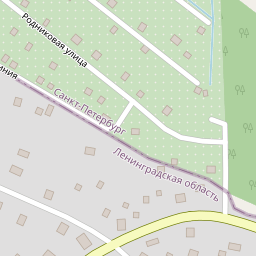 Родниковая улица
Санкт-Петербург
Ленинградская область